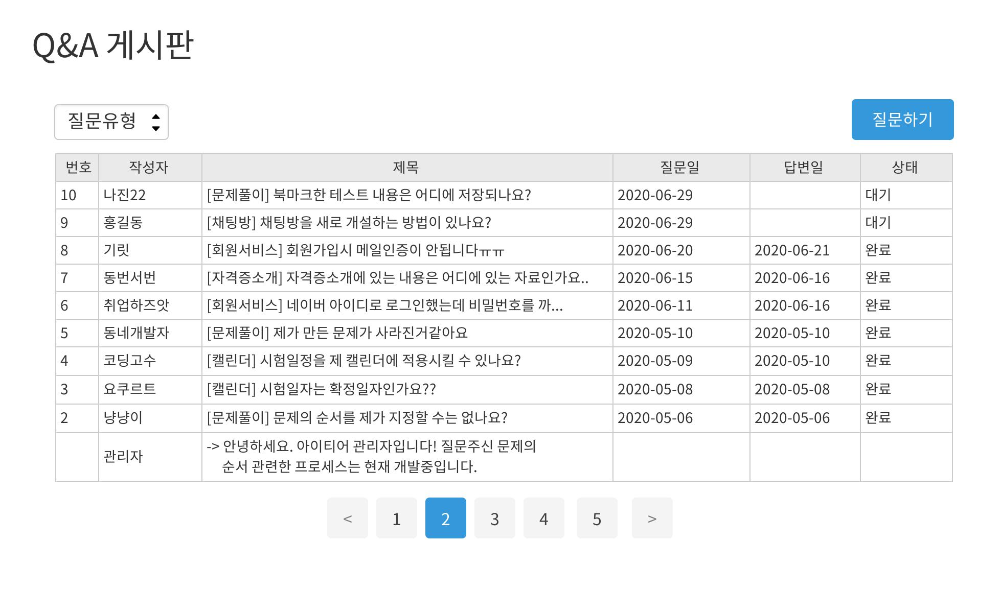 Q&A 게시판
질문유형
질문하기
번호 작성자 제목 질문일 답변일 상태
10 나진22 [문제풀이] 북마크한 테스트 내용은 어디에 저장되나요? 2020-06-29 대기
9 홍길동 [채팅방] 채팅방을 새로 개설하는 방법이 있나요? 2020-06-29 대기
8 기릿 [회원서비스] 회원가입시 메일인증이 안됩니다ㅠㅠ 2020-06-20 2020-06-21 완료
7 동번서번 [자격증소개] 자격증소개에 있는 내용은 어디에 있는 자료인가요.. 2020-06-15 2020-06-16 완료
6 취업하즈앗 [회원서비스] 네이버 아이디로 로그인했는데 비밀번호를 까... 2020-06-11 2020-06-16 완료
5 동네개발자 [문제풀이] 제가 만든 문제가 사라진거같아요 2020-05-10 2020-05-10 완료
4 코딩고수 [캘린더] 시험일정을 제 캘린더에 적용시킬 수 있나요? 2020-05-09 2020-05-10 완료
3 요쿠르트 [캘린더] 시험일자는 확정일자인가요?? 2020-05-08 2020-05-08 완료
2 냥냥이 [문제풀이] 문제의 순서를 제가 지정할 수는 없나요? 2020-05-06 2020-05-06 완료
관리자 -> 안녕하세요. 아이티어 관리자입니다! 질문주신 문제의
순서 관련한 프로세스는 현재 개발중입니다.
< 1 2 3 4 5 >